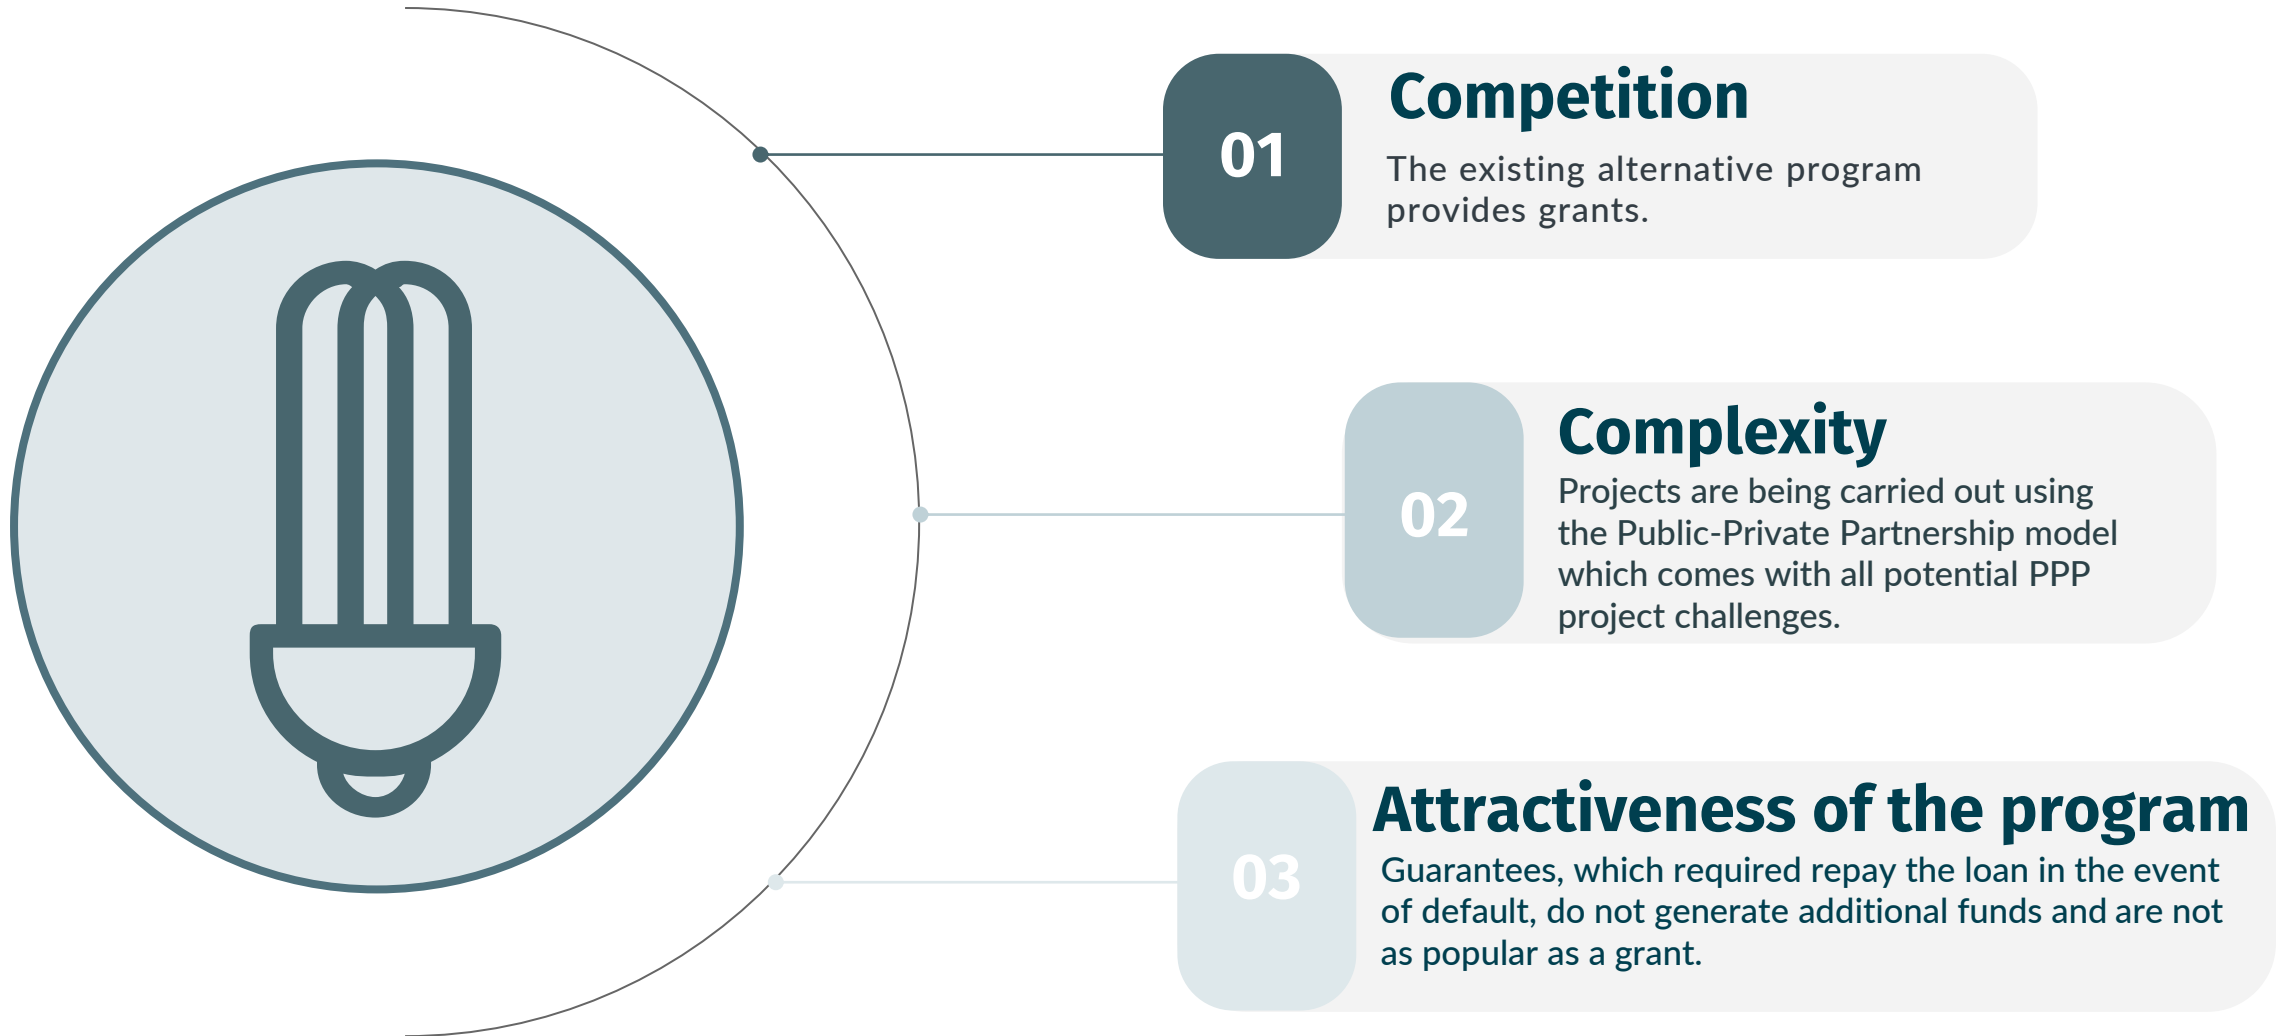 01
Competition
The existing alternative program
provides grants.
02
Complexity
Projects are being carried out using
the Public-Private Partnership model
which comes with all potential PPP
project challenges.
03
Attractiveness of the program
Guarantees, which required repay the loan in the event
of default, do not generate additional funds and are not
as popular as a grant.